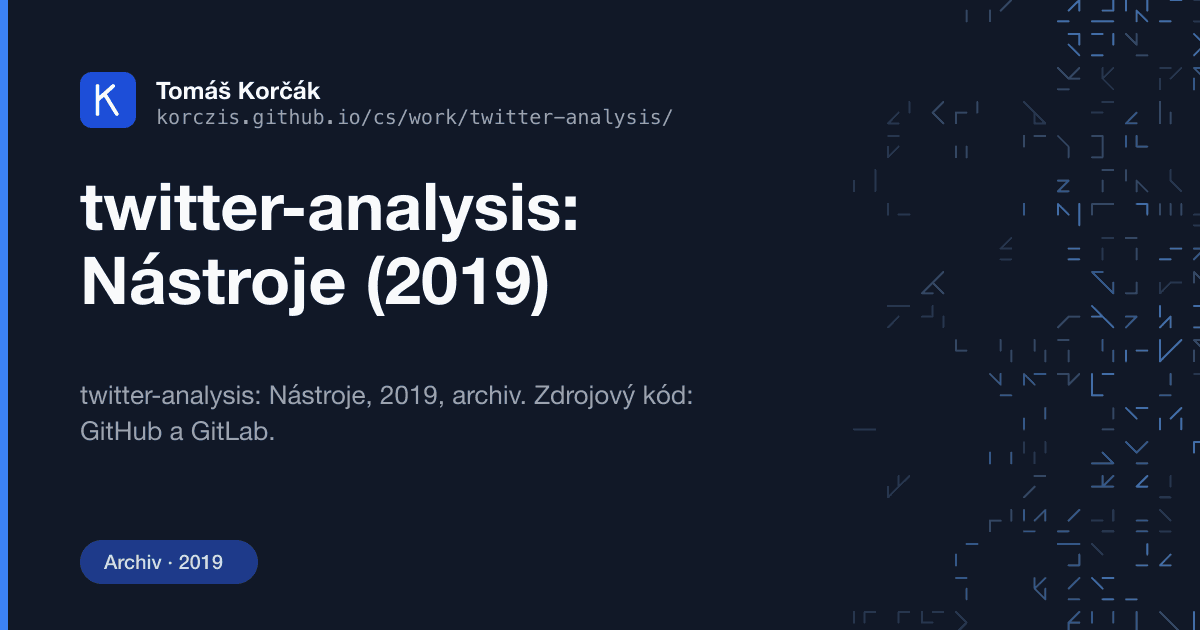 K
Tomáš Korčák
korczis.github.io/cs/work/twitter-analysis/
twitter-analysis:
Nástroje (2019)
twitter-analysis: Nástroje, 2019, archiv. Zdrojový kód:
GitHub a GitLab.
Archiv · 2019